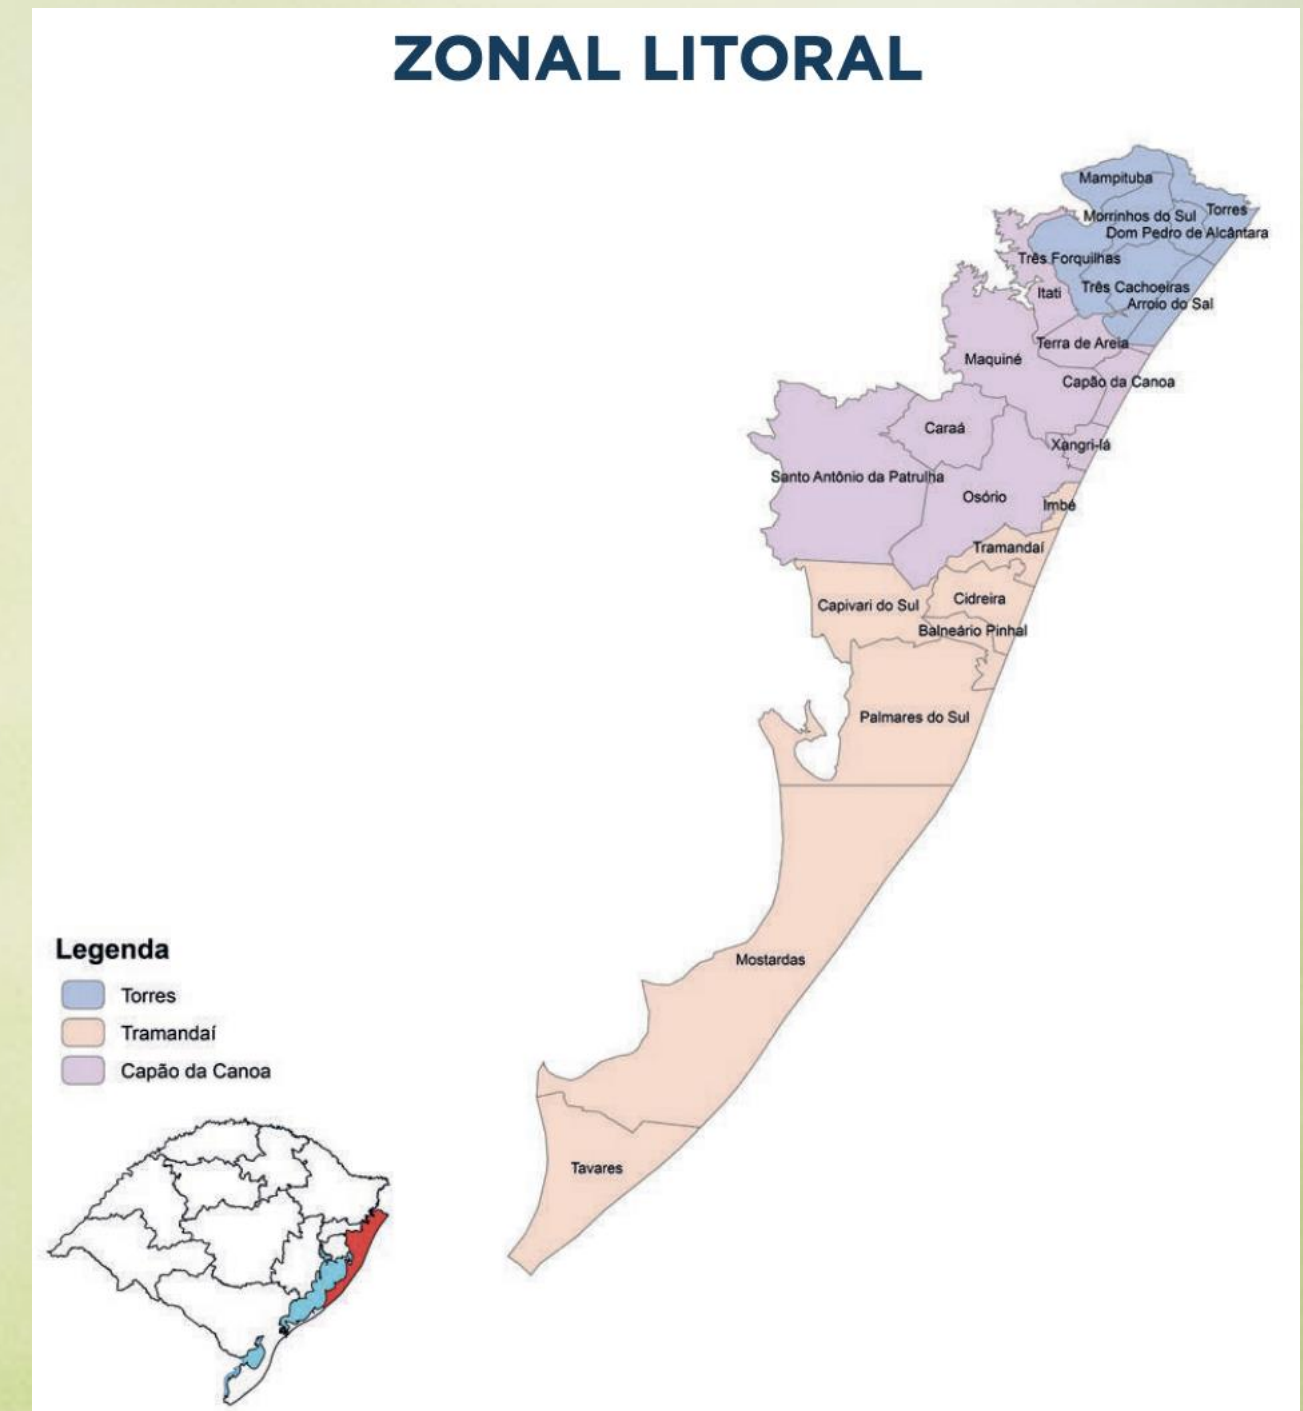 ZONAL LITORAL
Mampituba
Morrinhos do Sul
Torres
Dom Pedro de Alcântara
Três Forquilhas
Três Cachoeiras
Itati
Arroio do Sal
Terra de Areia
Maquiné
Capão da Canoa
Caraá
Xangri-lá
Santo Antônio da Patrulha
Osório
Imbé
Tramandaí
Capivari do Sul
Cidreira
Balneário Pinhal
Palmares do Sul
Mostardas
Tavares
Legenda
Torres
Tramandaí
Capão da Canoa